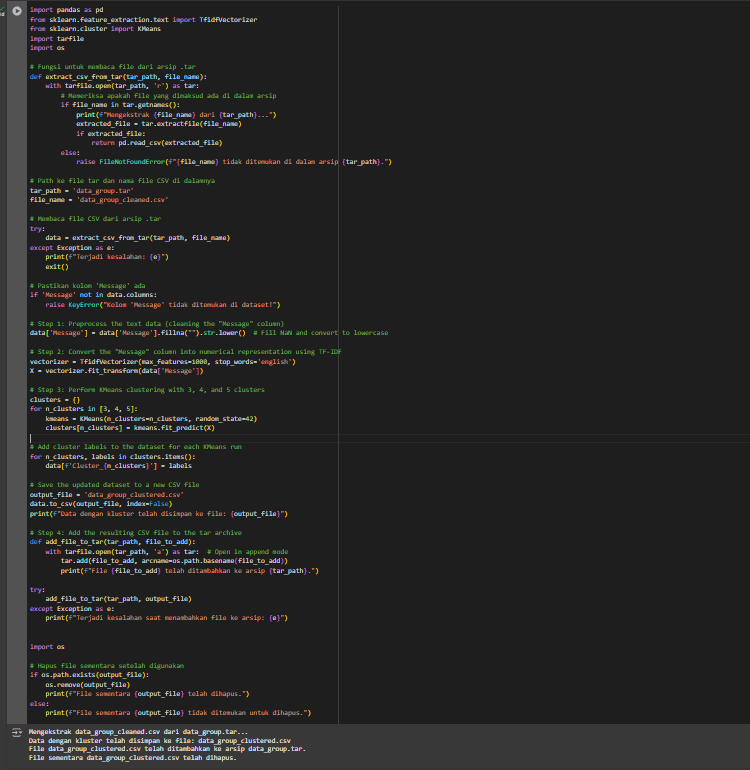 import pandas as pd
from sklearn.feature_extraction.text import TfidfVectorizer
from sklearn.cluster import KMeans
import tarfile
import os

# Fungsi untuk membaca file dari arsip .tar
def extract_csv_from_tar(tar_path, file_name):
    with tarfile.open(tar_path, 'r') as tar:
        # Memeriksa apakah file yang dimaksud ada di dalam arsip
        if file_name in tar.getnames():
            print(f"Mengekstrak {file_name} dari {tar_path}...")
            extracted_file = tar.extractfile(file_name)
            if extracted_file:
                return pd.read_csv(extracted_file)
        else:
            raise FileNotFoundError(f"{file_name} tidak ditemukan di dalam arsip {tar_path}.")

# Path ke file tar dan nama file CSV di dalamnya
tar_path = 'data_group.tar'
file_name = 'data_group_cleaned.csv'

# Membaca file CSV dari arsip .tar
try:
    data = extract_csv_from_tar(tar_path, file_name)
except Exception as e:
    print(f"Terjadi kesalahan: {e}")
    exit()

# Pastikan kolom 'Message' ada
if 'Message' not in data.columns:
    raise KeyError("Kolom 'Message' tidak ditemukan di dataset!")

# Step 1: Preprocess the text data (cleaning the "Message" column)
data['Message'] = data['Message'].fillna("").str.lower()  # Fill NaN and convert to lowercase

# Step 2: Convert the "Message" column into numerical representation using TF-IDF
vectorizer = TfidfVectorizer(max_features=1000, stop_words='english')
X = vectorizer.fit_transform(data['Message'])

# Step 3: Perform KMeans clustering with 3, 4, and 5 clusters
clusters = {}
for n_clusters in [3, 4, 5]:
    kmeans = KMeans(n_clusters=n_clusters, random_state=42)
    clusters[n_clusters] = kmeans.fit_predict(X)

# Add cluster labels to the dataset for each KMeans run
for n_clusters, labels in clusters.items():
    data[f'Cluster_{n_clusters}'] = labels

# Save the updated dataset to a new CSV file
output_file = 'data_group_clustered.csv'
data.to_csv(output_file, index=False)
print(f"Data dengan kluster telah disimpan ke file: {output_file}")

# Step 4: Add the resulting CSV file to the tar archive
def add_file_to_tar(tar_path, file_to_add):
    with tarfile.open(tar_path, 'a') as tar:  # Open in append mode
        tar.add(file_to_add, arcname=os.path.basename(file_to_add))
        print(f"File {file_to_add} telah ditambahkan ke arsip {tar_path}.")

try:
    add_file_to_tar(tar_path, output_file)
except Exception as e:
    print(f"Terjadi kesalahan saat menambahkan file ke arsip: {e}")

import os

# Hapus file sementara setelah digunakan
if os.path.exists(output_file):
    os.remove(output_file)
    print(f"File sementara {output_file} telah dihapus.")
else:
    print(f"File sementara {output_file} tidak ditemukan untuk dihapus.")

Mengekstrak data_group_cleaned.csv dari data_group.tar...
Data dengan kluster telah disimpan ke file: data_group_clustered.csv
File data_group_clustered.csv telah ditambahkan ke arsip data_group.tar.
File sementara data_group_clustered.csv telah dihapus.